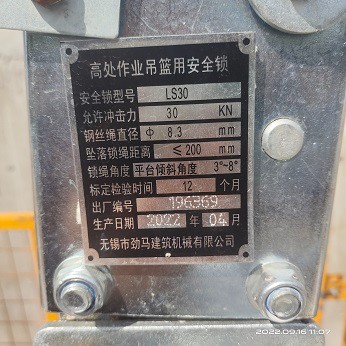 高处作业吊篮用安全锁
安全锁型号 LS30
允许冲击力 30 KN
钢丝绳直径 Φ 8.3 mm
坠落锁绳距离 ≤200 mm
锁绳角度 平台倾斜角度 3°~8°
标定检验时间 12 个月
出厂编号 196969
生产日期 2022 年 04 月
无锡市劲马建筑机械有限公司
2022.09.16 11:07